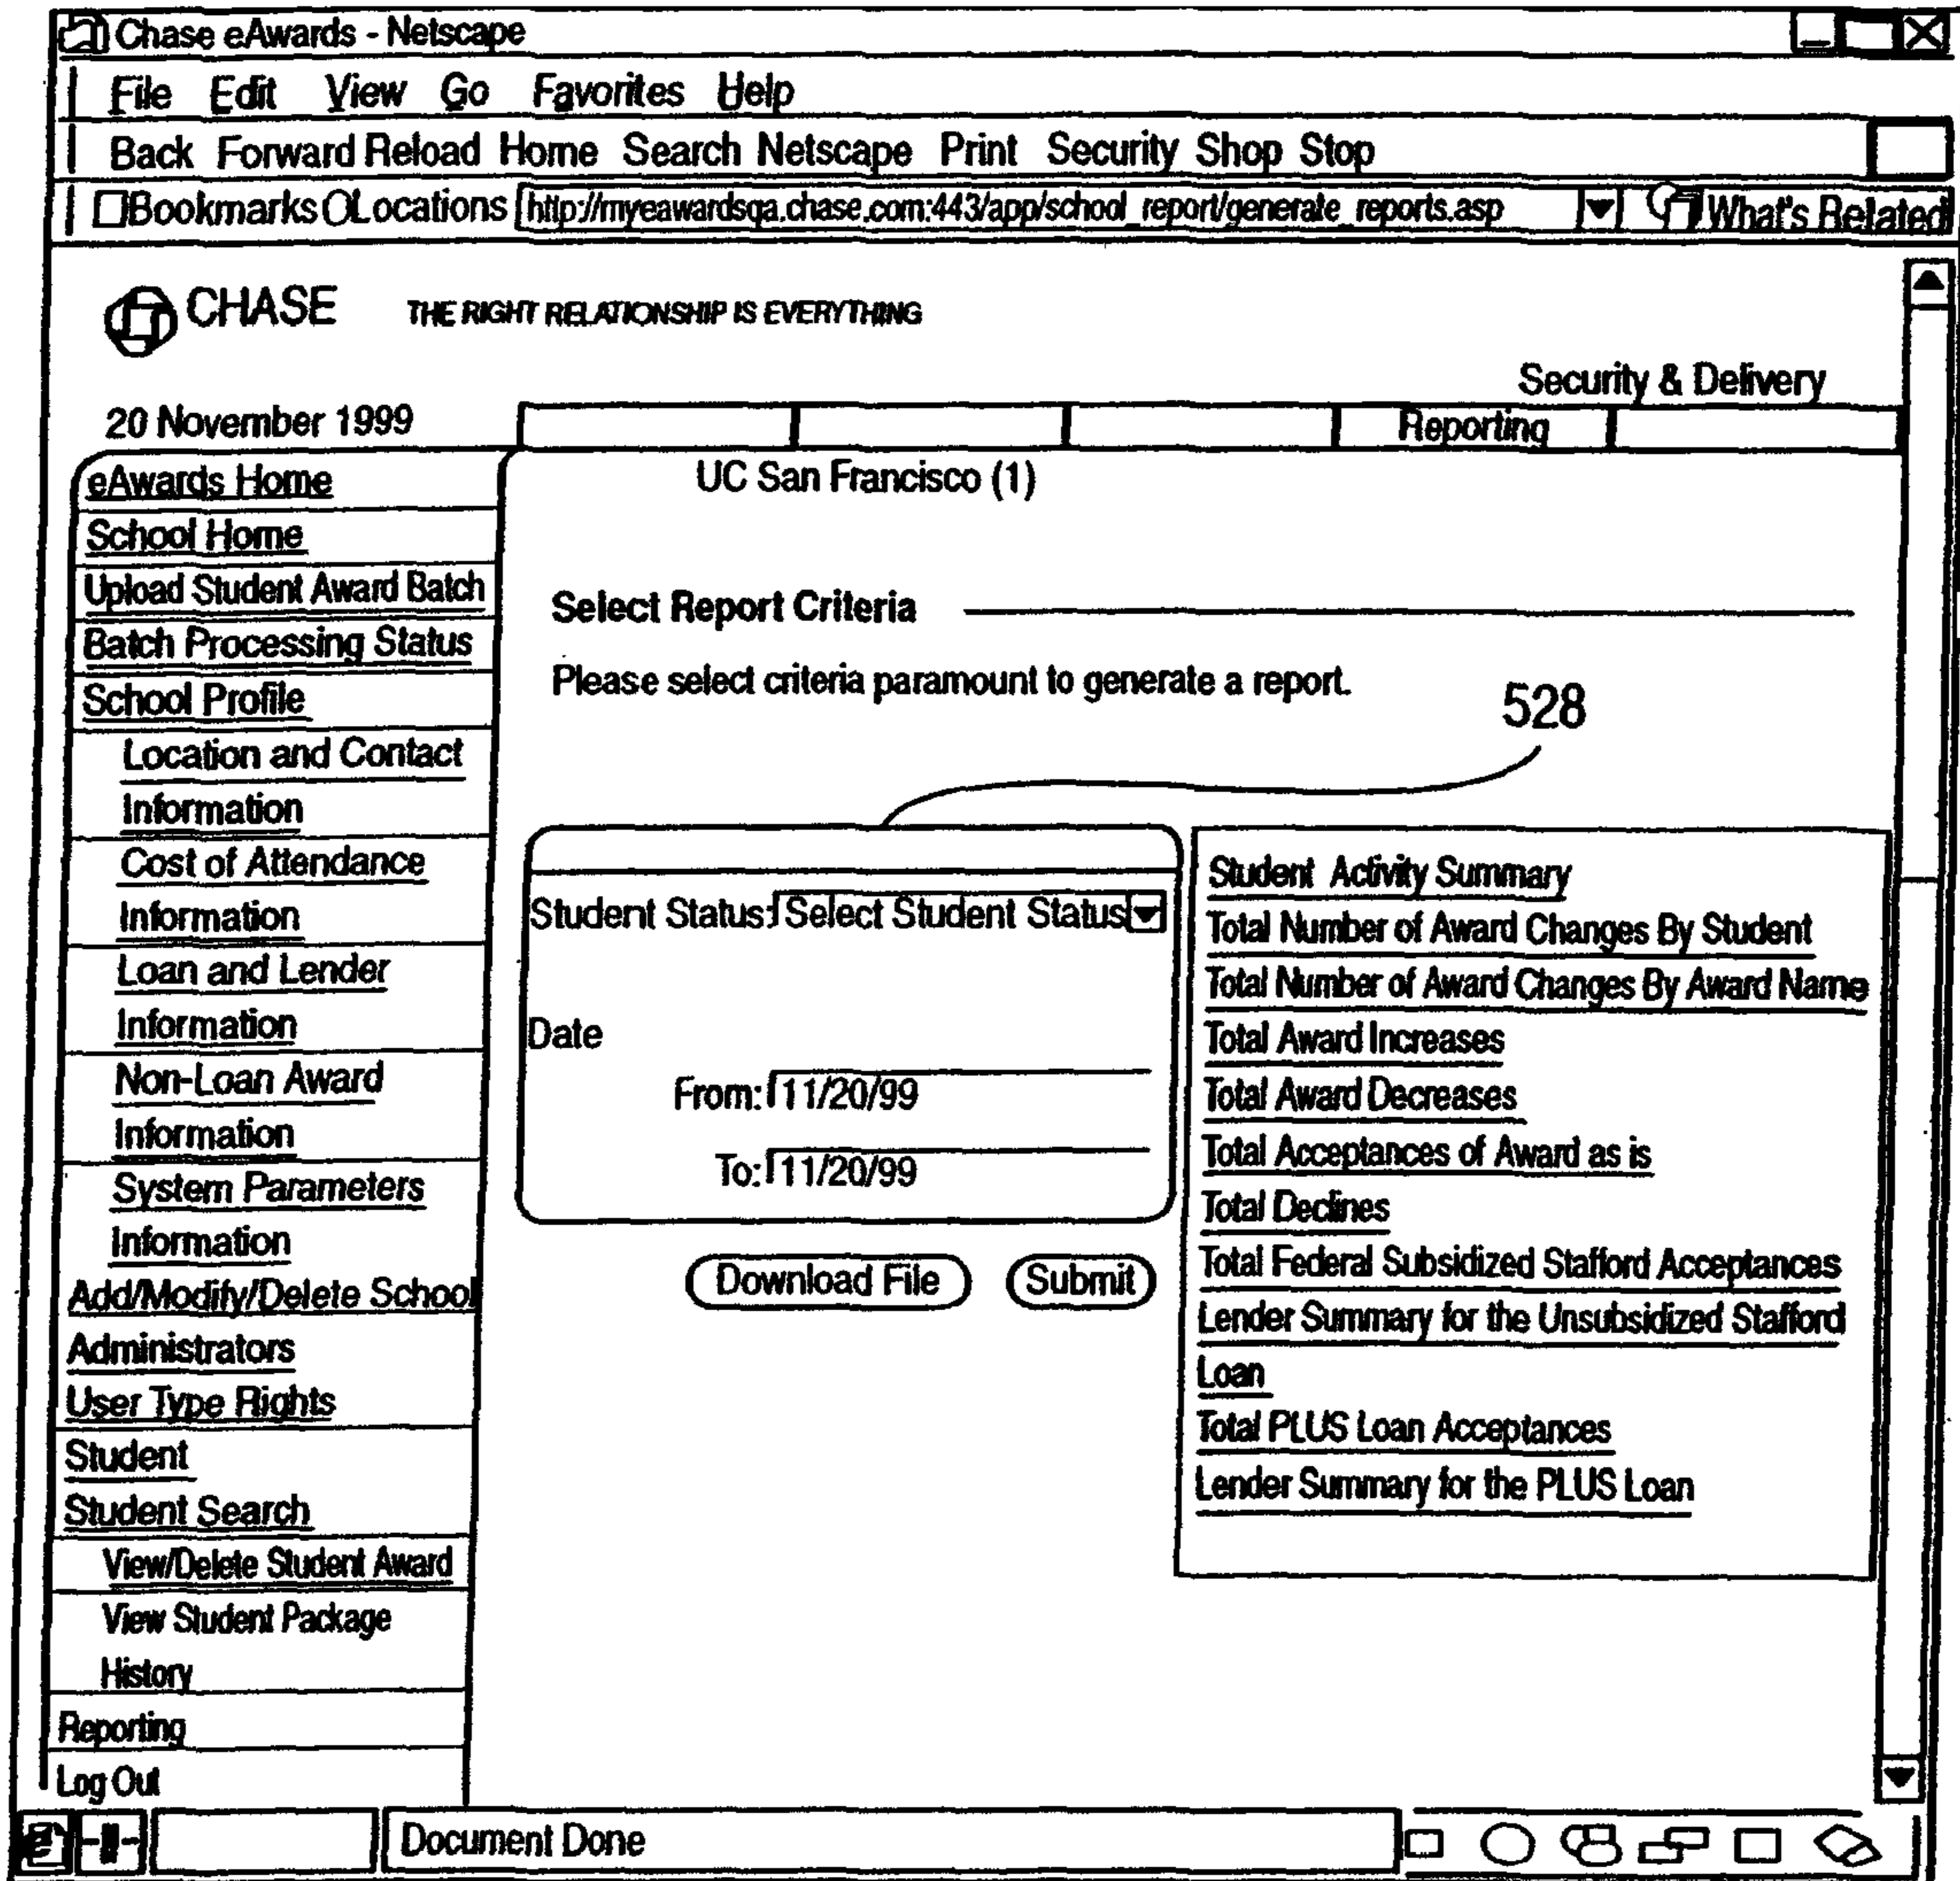 Chase eAwards - Netscape
File Edit View Go Favorites Help
Back Forward Reload Home Search Netscape Print Security Shop Stop
Bookmarks Locations http://myeawardsqa.chase.com:443/app/school_report/generate_reports.asp What's Related
CHASE THE RIGHT RELATIONSHIP IS EVERYTHING
Security & Delivery
20 November 1999
Reporting
eAwards Home
School Home
Upload Student Award Batch
Batch Processing Status
School Profile
Location and Contact
Information
Cost of Attendance
Information
Loan and Lender
Information
Non-Loan Award
Information
System Parameters
Information
Add/Modify/Delete School
Administrators
User Type Rights
Student
Student Search
View/Delete Student Award
View Student Package
History
Reporting
Log Out
UC San Francisco (1)
Select Report Criteria
Please select criteria paramount to generate a report.
528
Student Status: Select Student Status
Date
From: 11/20/99
To: 11/20/99
Download File Submit
Student Activity Summary
Total Number of Award Changes By Student
Total Number of Award Changes By Award Name
Total Award Increases
Total Award Decreases
Total Acceptances of Award as is
Total Declines
Total Federal Subsidized Stafford Acceptances
Lender Summary for the Unsubsidized Stafford
Loan
Total PLUS Loan Acceptances
Lender Summary for the PLUS Loan
Document Done